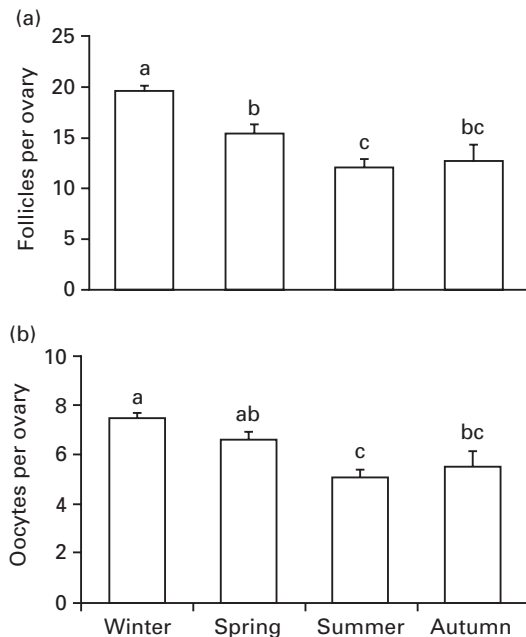 (a)
Follicles per ovary
25
20
15
10
5
0
a
b
c
bc
(b)
Oocytes per ovary
10
8
6
4
2
0
a
ab
c
bc
Winter Spring Summer Autumn